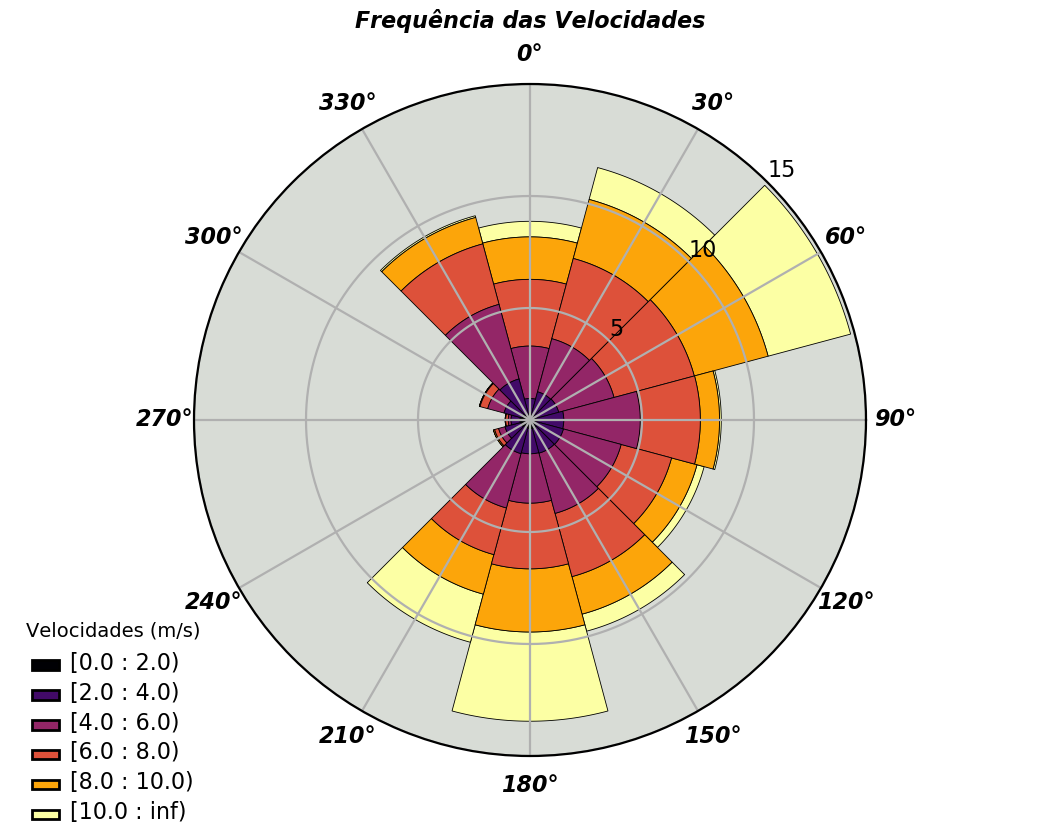 Frequência das Velocidades
0°
330°
30°
15
300°
60°
10
5
270°
90°
240°
120°
210°
150°
180°
Velocidades (m/s)
[0.0 : 2.0)
[2.0 : 4.0)
[4.0 : 6.0)
[6.0 : 8.0)
[8.0 : 10.0)
[10.0 : inf)